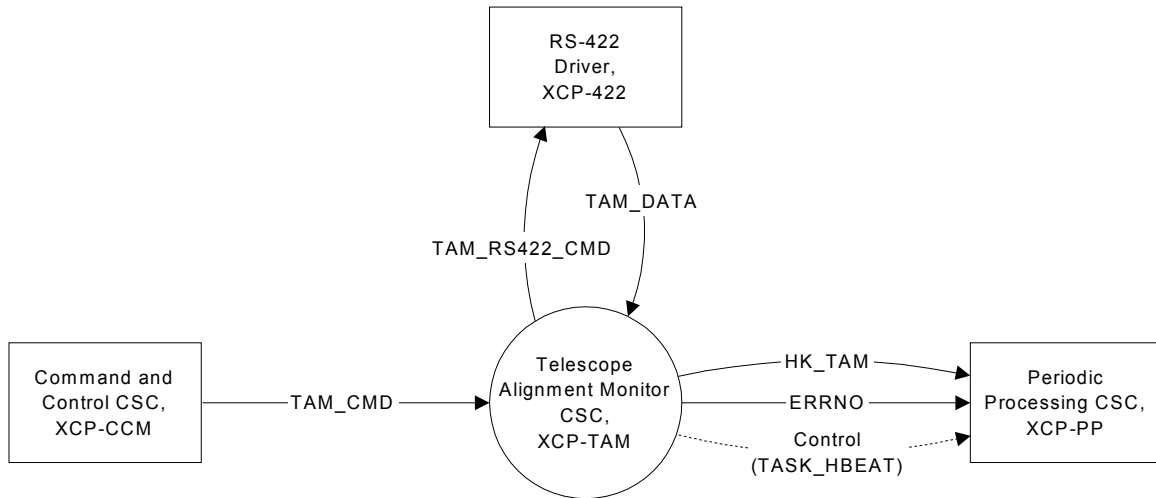 RS-422
Driver,
XCP-422
TAM_DATA
TAM_RS422_CMD
Command and
Control CSC,
XCP-CCM
TAM_CMD
Telescope
Alignment Monitor
CSC,
XCP-TAM
HK_TAM
ERRNO
Control
(TASK_HBEAT)
Periodic
Processing CSC,
XCP-PP